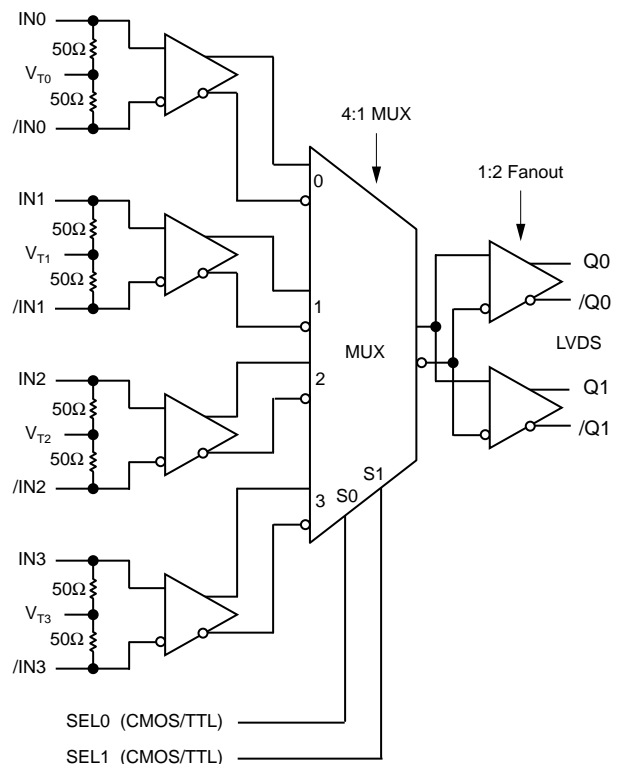 IN0
50Ω
VT0
50Ω
/IN0
4:1 MUX
0
1:2 Fanout
IN1
50Ω
VT1
50Ω
/IN1
1
Q0
/Q0
LVDS
MUX
IN2
50Ω
VT2
50Ω
/IN2
2
Q1
/Q1
S1
S0
3
IN3
50Ω
VT3
50Ω
/IN3
SEL0 (CMOS/TTL)
SEL1 (CMOS/TTL)